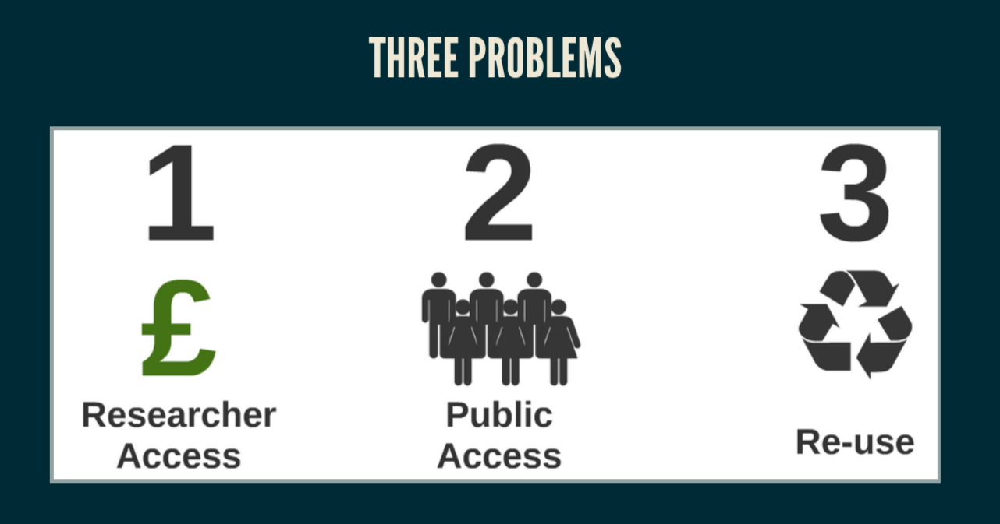 THREE PROBLEMS
1
2
3
£
Researcher
Access
Public
Access
Re-use